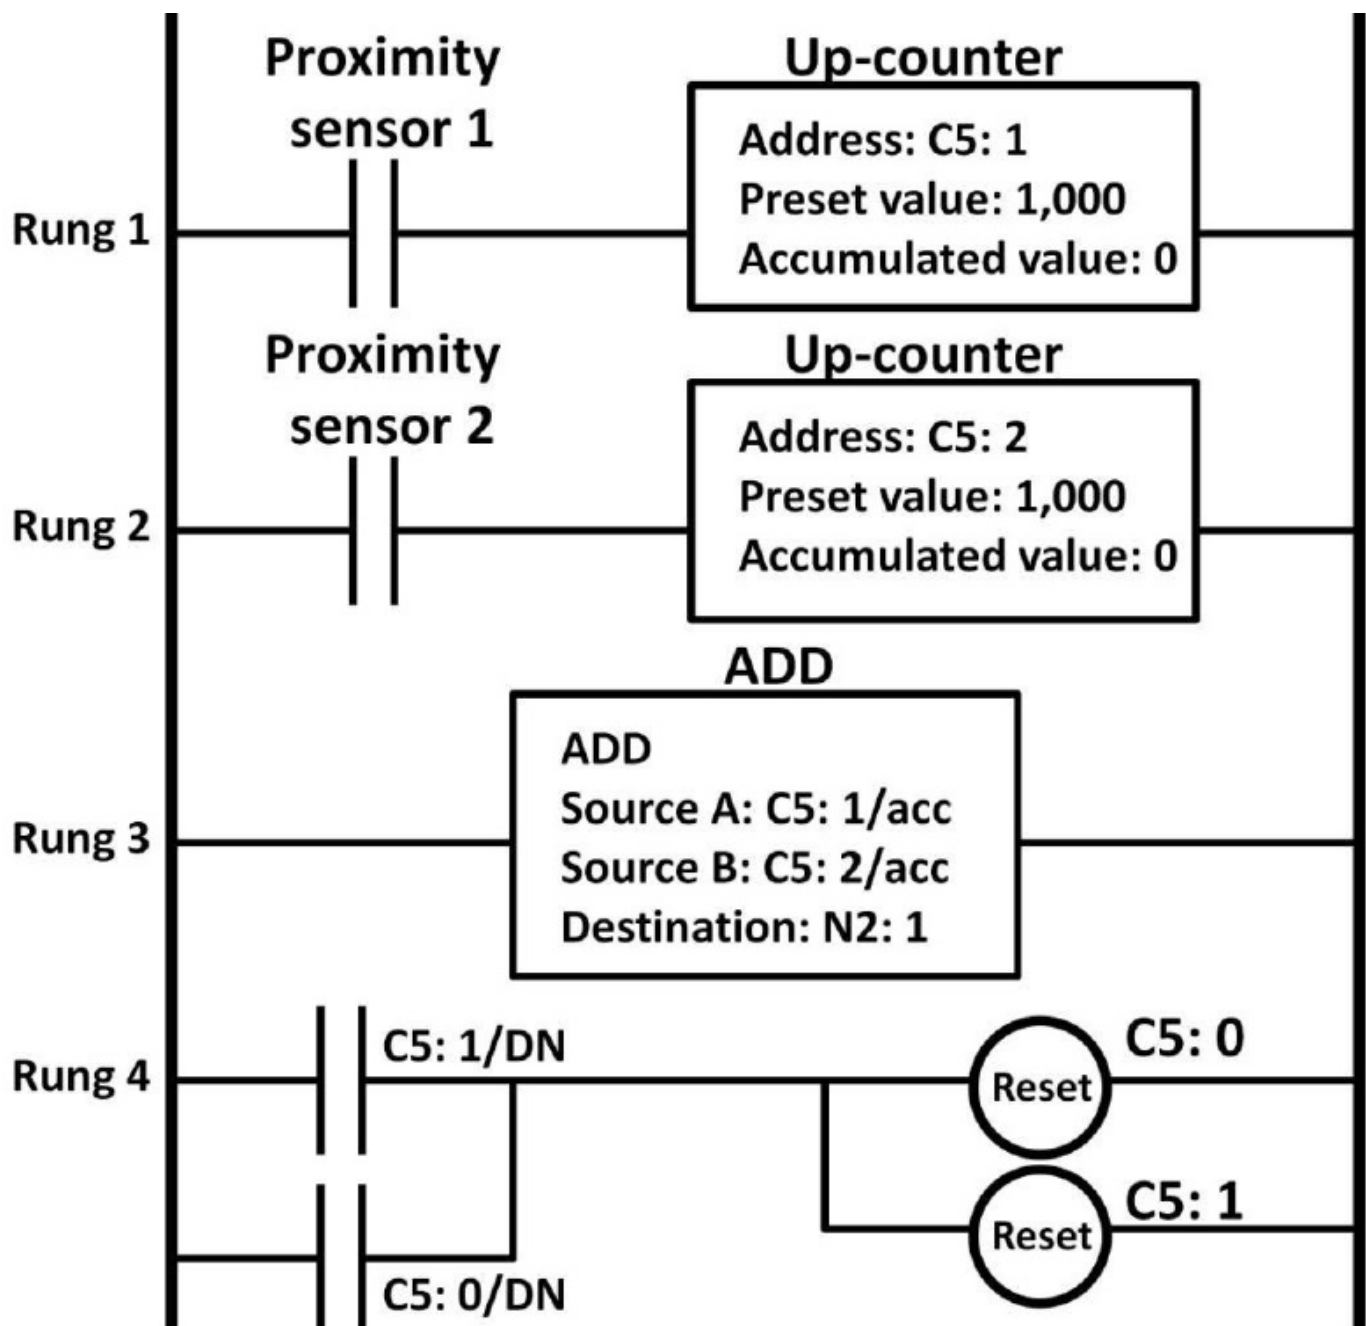 Proximity
sensor 1
Up-counter
Rung 1
Address: C5: 1
Preset value: 1,000
Accumulated value: 0
Proximity
sensor 2
Up-counter
Rung 2
Address: C5: 2
Preset value: 1,000
Accumulated value: 0
ADD
Rung 3
ADD
Source A: C5: 1/acc
Source B: C5: 2/acc
Destination: N2: 1
Rung 4
C5: 1/DN
Reset
C5: 0
C5: 0/DN
Reset
C5: 1